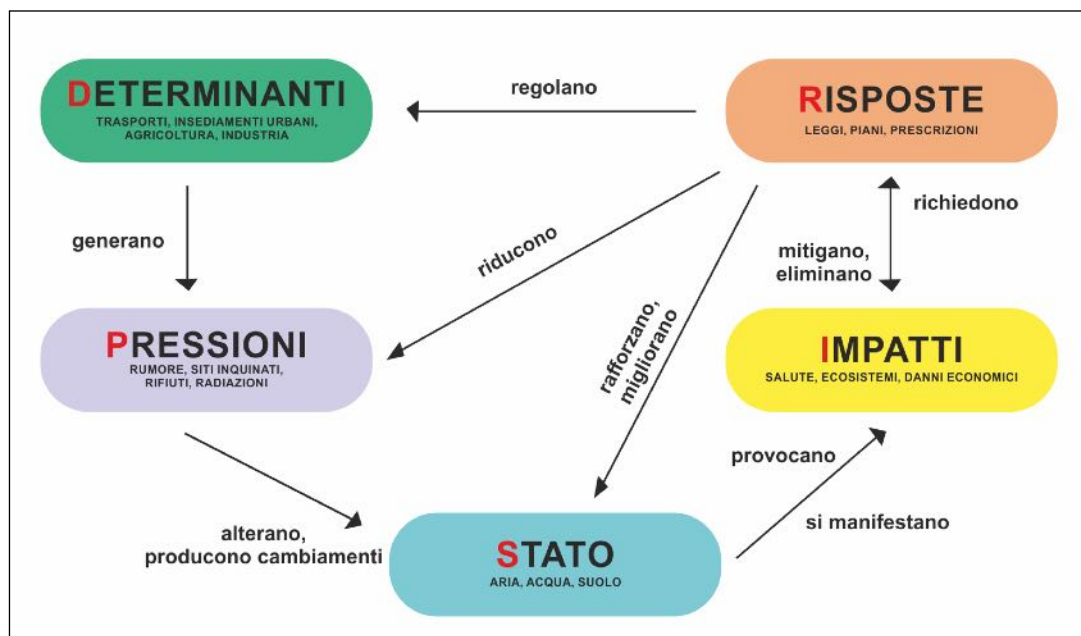 DETERMINANTI
TRASPORTI, INSEDIAMENTI URBANI,
AGRICOLTURA, INDUSTRIA
regolano
RISPOSTE
LEGGI, PIANI, PRESCRIZIONI
generano
riducono
rafforzano,
migliorano
richiedono
mitigano,
eliminano
PRESSIONI
RUMORE, SITI INQUINATI,
RIFIUTI, RADIAZIONI
IMPATTI
SALUTE, ECOSISTEMI, DANNI ECONOMICI
alterano,
producono cambiamenti
STATO
ARIA, ACQUA, SUOLO
provocano
si manifestano